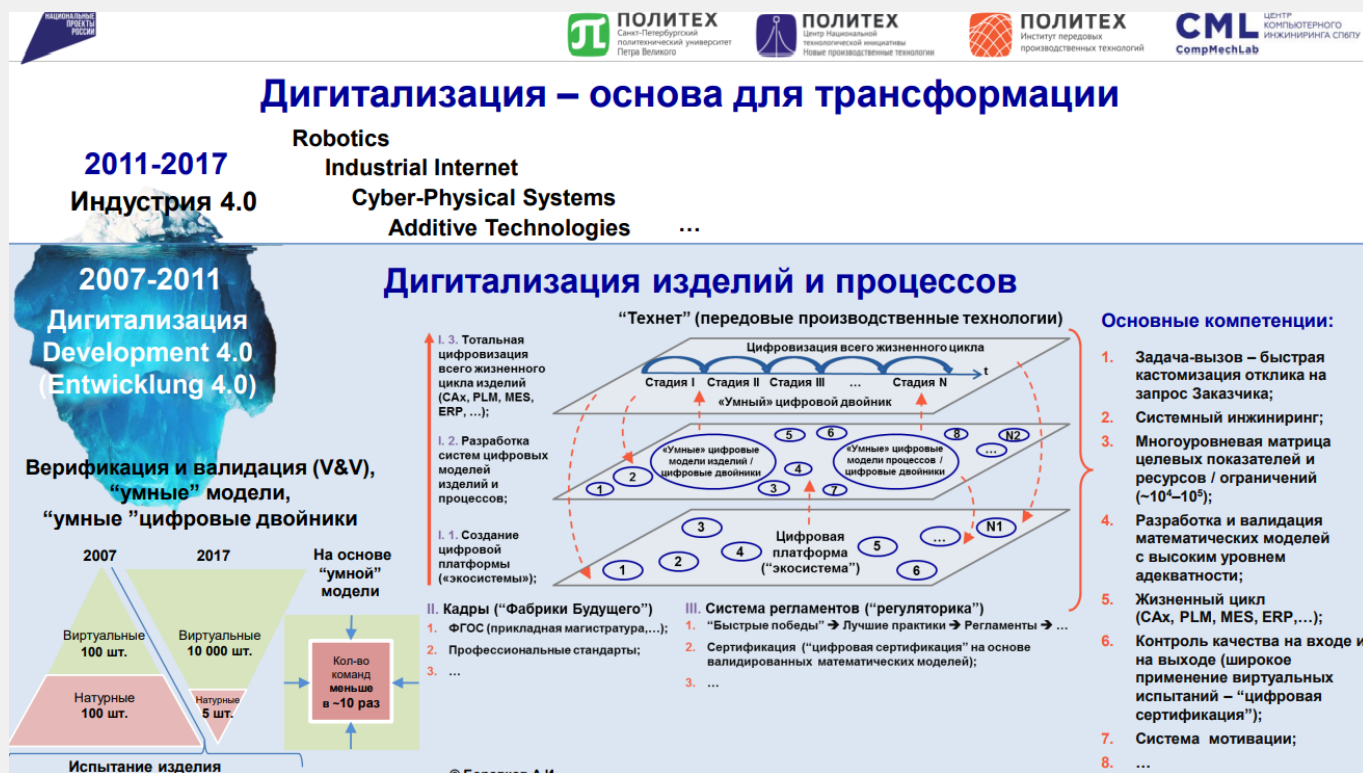 НАЦИОНАЛЬНЫЕ
ПРОЕКТЫ
РОССИИ
ПОЛИТЕХ
Санкт-Петербургский
политехнический университет
Петра Великого
ПОЛИТЕХ
Центр Национальной
технологической инициативы
Новые производственные технологии
ПОЛИТЕХ
Институт передовых
производственных технологий
CML
CompMechLab
ЦЕНТР
КОМПЬЮТЕРНОГО
ИНЖИНИРИНГА СПбПУ
Дигитализация – основа для трансформации
2011-2017
Индустрия 4.0
Robotics
Industrial Internet
Cyber-Physical Systems
Additive Technologies ...
2007-2011
Дигитализация
Development 4.0
(Entwicklung 4.0)
Верификация и валидация (V&V),
“умные” модели,
“умные ”цифровые двойники
Дигитализация изделий и процессов
“Технет” (передовые производственные технологии)
I. 3. Тотальная
цифровизация
всего жизненного
цикла изделий
(CAx, PLM, MES,
ERP, ...);
I. 2. Разработка
систем цифровых
моделей
изделий и
процессов;
I. 1. Создание
цифровой
платформы
(«экосистемы»);
Цифровизация всего жизненного цикла
Стадия I Стадия II Стадия III ... Стадия N t
«Умный» цифровой двойник
«Умные» цифровые
модели изделий /
цифровые двойники
«Умные» цифровые
модели процессов /
цифровые двойники
1
2
3
4
5
6
7
8
...
N2
Цифровая
платформа
(“экосистема”)
1
2
3
4
5
6
...
N1
II. Кадры (“Фабрики Будущего”)
1. ФГОС (прикладная магистратура,...);
2. Профессиональные стандарты;
3. ...
III. Система регламентов (“регуляторика”)
1. “Быстрые победы” ➔ Лучшие практики ➔ Регламенты ➔ ...
2. Сертификация (“цифровая сертификация” на основе
валидированных математических моделей);
3. ...
Основные компетенции:
1. Задача-вызов – быстрая
кастомизация отклика на
запрос Заказчика;
2. Системный инжиниринг;
3. Многоуровневая матрица
целевых показателей и
ресурсов / ограничений
(~10⁴–10⁵);
4. Разработка и валидация
математических моделей
с высоким уровнем
адекватности;
5. Жизненный цикл
(CAx, PLM, MES, ERP,...);
6. Контроль качества на входе и
на выходе (широкое
применение виртуальных
испытаний – “цифровая
сертификация”);
7. Система мотивации;
8. ...
2007
2017
Виртуальные
100 шт.
Натурные
100 шт.
Виртуальные
10 000 шт.
Натурные
5 шт.
На основе
“умной”
модели
Кол-во
команд
меньше
в ~10 раз
Испытание изделия